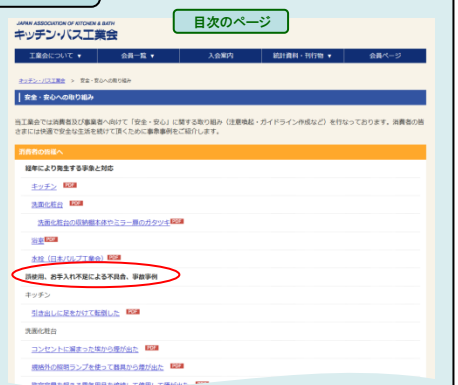 目次のページ
JAPAN ASSOCIATION OF KITCHEN & BATH
キッチン・バス工業会
工業会について ▼ 会員一覧 ▼ 入会案内 統計資料・刊行物 ▼ 会員ページ
キッチン・バス工業会 > 安全・安心への取り組み
安全・安心への取り組み
当工業会では消費者及び事業者へ向けて「安全・安心」に関する取り組み（注意喚起・ガイドライン作成など）を行なっております。消費者の皆
さまには快適で安全な生活を続けて頂くために事象事例をご紹介します。
消費者の皆様へ
経年により発生する事象と対応
キッチン PDF
洗面化粧台 PDF
洗面化粧台の収納棚本体やミラー扉のガタツキ PDF
浴室 PDF
水栓（日本バルブ工業会） PDF
誤使用、お手入れ不足による不具合、事故事例
キッチン
引き出しに足をかけて転倒した PDF
洗面化粧台
コンセントに溜まった埃から煙が出た PDF
規格外の照明ランプを使って器具から煙が出た PDF